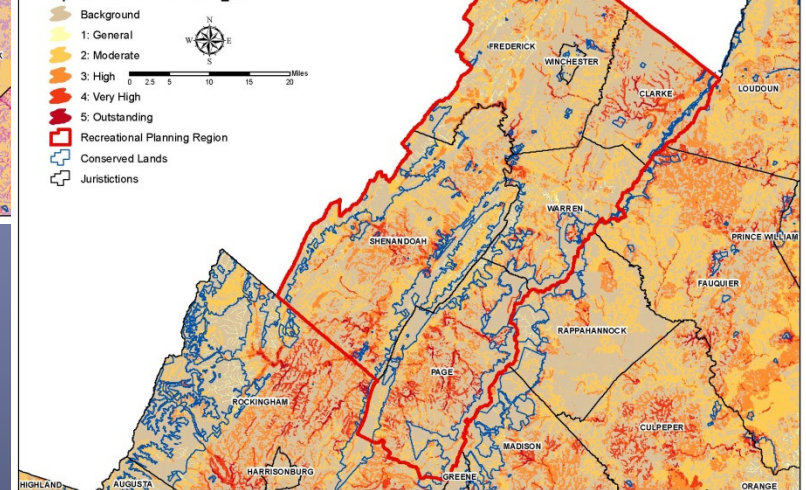 Background
1: General
2: Moderate
3: High
4: Very High
5: Outstanding
Recreational Planning Region
Conserved Lands
Juristictions
N
W E
S
0 2.5 5 10 15 20 Miles
FREDERICK
WINCHESTER
CLARKE
LOUDOUN
WARREN
SHENANDOAH
PRINCE WILLIAM
FAUQUIER
RAPPAHANNOCK
PAGE
ROCKINGHAM
CULPEPER
MADISON
HARRISONBURG
GREENE
HIGHLAND
AUGUSTA
ORANGE